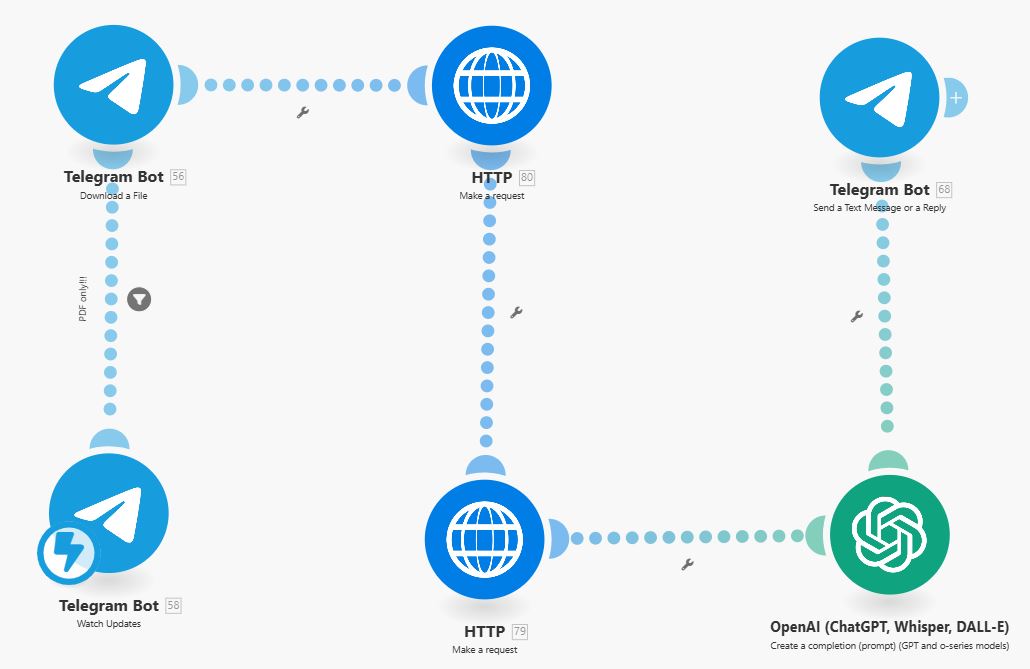 Telegram Bot 56
Download a File
HTTP 80
Make a request
Telegram Bot 68
Send a Text Message or a Reply
PDF only!!!
Telegram Bot 58
Watch Updates
HTTP 79
Make a request
OpenAI (ChatGPT, Whisper, DALL-E)
Create a completion (prompt) (GPT and o-series models)